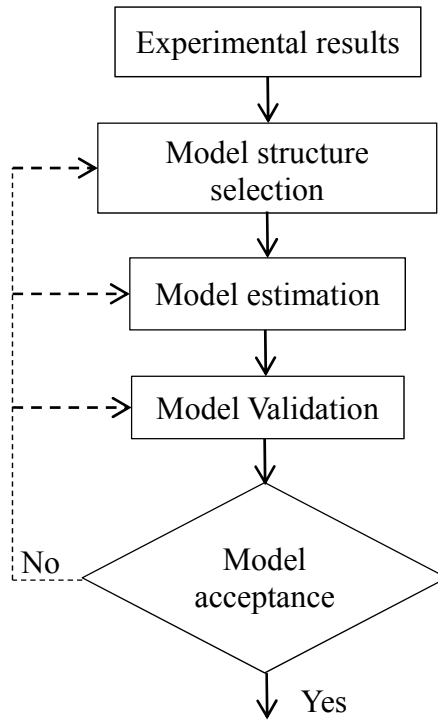 Experimental results
Model structure
selection
Model estimation
Model Validation
No
Model
acceptance
Yes